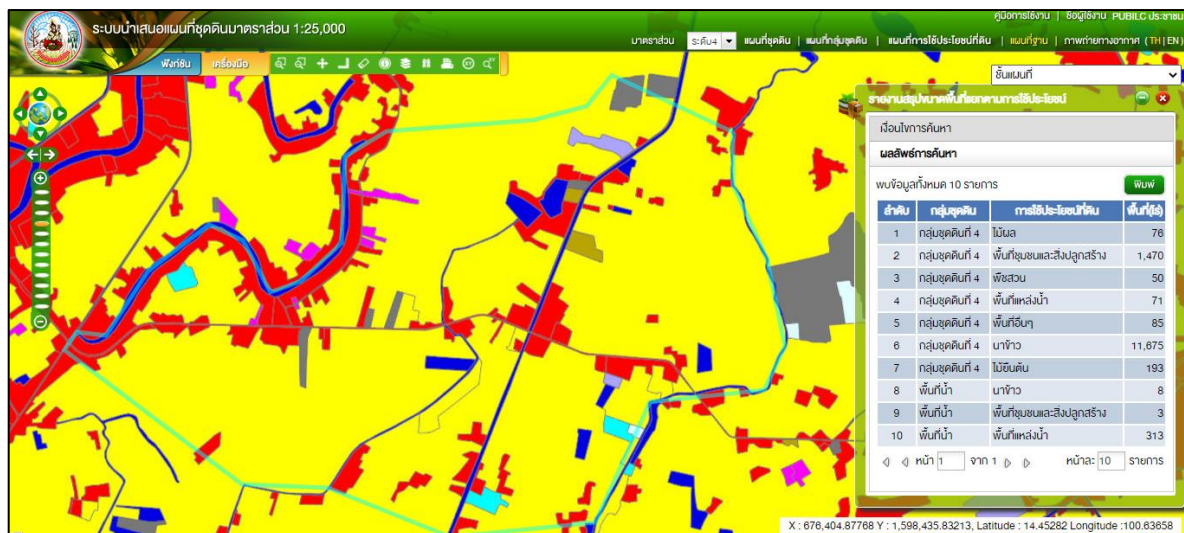 คู่มือการใช้งาน | ชื่อผู้ใช้งาน PUBILC ประชาชน
ระบบนำเสนอแผนที่ชุดดินมาตราส่วน 1:25,000
มาตราส่วน ระดับ4 แผนที่ชุดดิน | แผนที่กลุ่มชุดดิน | แผนที่การใช้ประโยชน์ที่ดิน | แผนที่ฐาน | ภาพถ่ายทางอากาศ (TH|EN)
ฟังก์ชัน เครื่องมือ
ชั้นแผนที่
รายงานสรุปขนาดพื้นที่แยกตามการใช้ประโยชน์
เงื่อนไขการค้นหา
ผลลัพธ์การค้นหา
พบข้อมูลทั้งหมด 10 รายการ พิมพ์
ลำดับ กลุ่มชุดดิน การใช้ประโยชน์ที่ดิน พื้นที่(ไร่)
1 กลุ่มชุดดินที่ 4 ไม้ผล 76
2 กลุ่มชุดดินที่ 4 พื้นที่ชุมชนและสิ่งปลูกสร้าง 1,470
3 กลุ่มชุดดินที่ 4 พืชสวน 50
4 กลุ่มชุดดินที่ 4 พื้นที่แหล่งน้ำ 71
5 กลุ่มชุดดินที่ 4 พื้นที่อื่นๆ 85
6 กลุ่มชุดดินที่ 4 นาข้าว 11,675
7 กลุ่มชุดดินที่ 4 ไม้ยืนต้น 193
8 พื้นที่น้ำ นาข้าว 8
9 พื้นที่น้ำ พื้นที่ชุมชนและสิ่งปลูกสร้าง 3
10 พื้นที่น้ำ พื้นที่แหล่งน้ำ 313
หน้า 1 จาก 1 หน้าละ: 10 รายการ
X : 676,404.87768 Y : 1,598,435.83213, Latitude : 14.45282 Longitude :100.63658